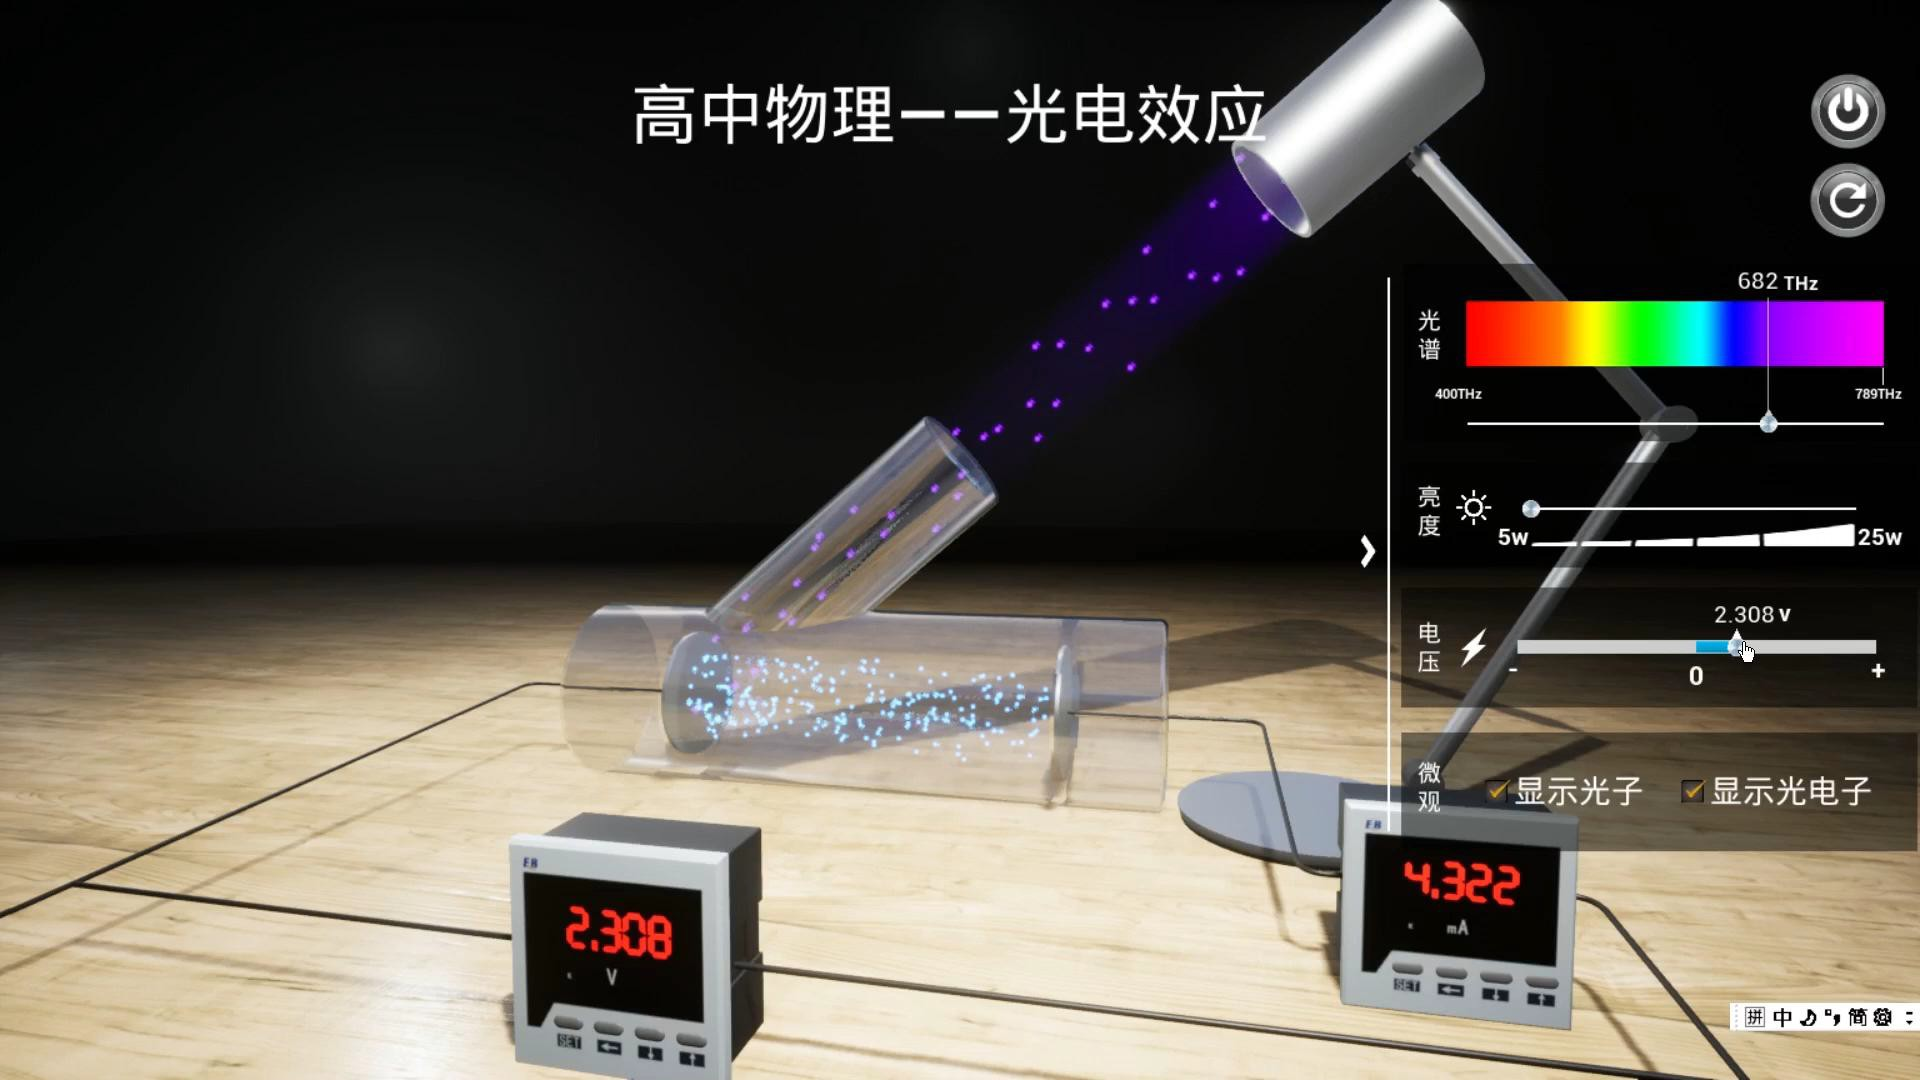 高中物理——光电效应
682 THz
光谱
400THz
789THz
亮度
5w
25w
2.308 V
电压
-
0
+
微观
显示光子
显示光电子
EB
2.308
V
SET
EB
4.322
mA
SET
拼 中 简